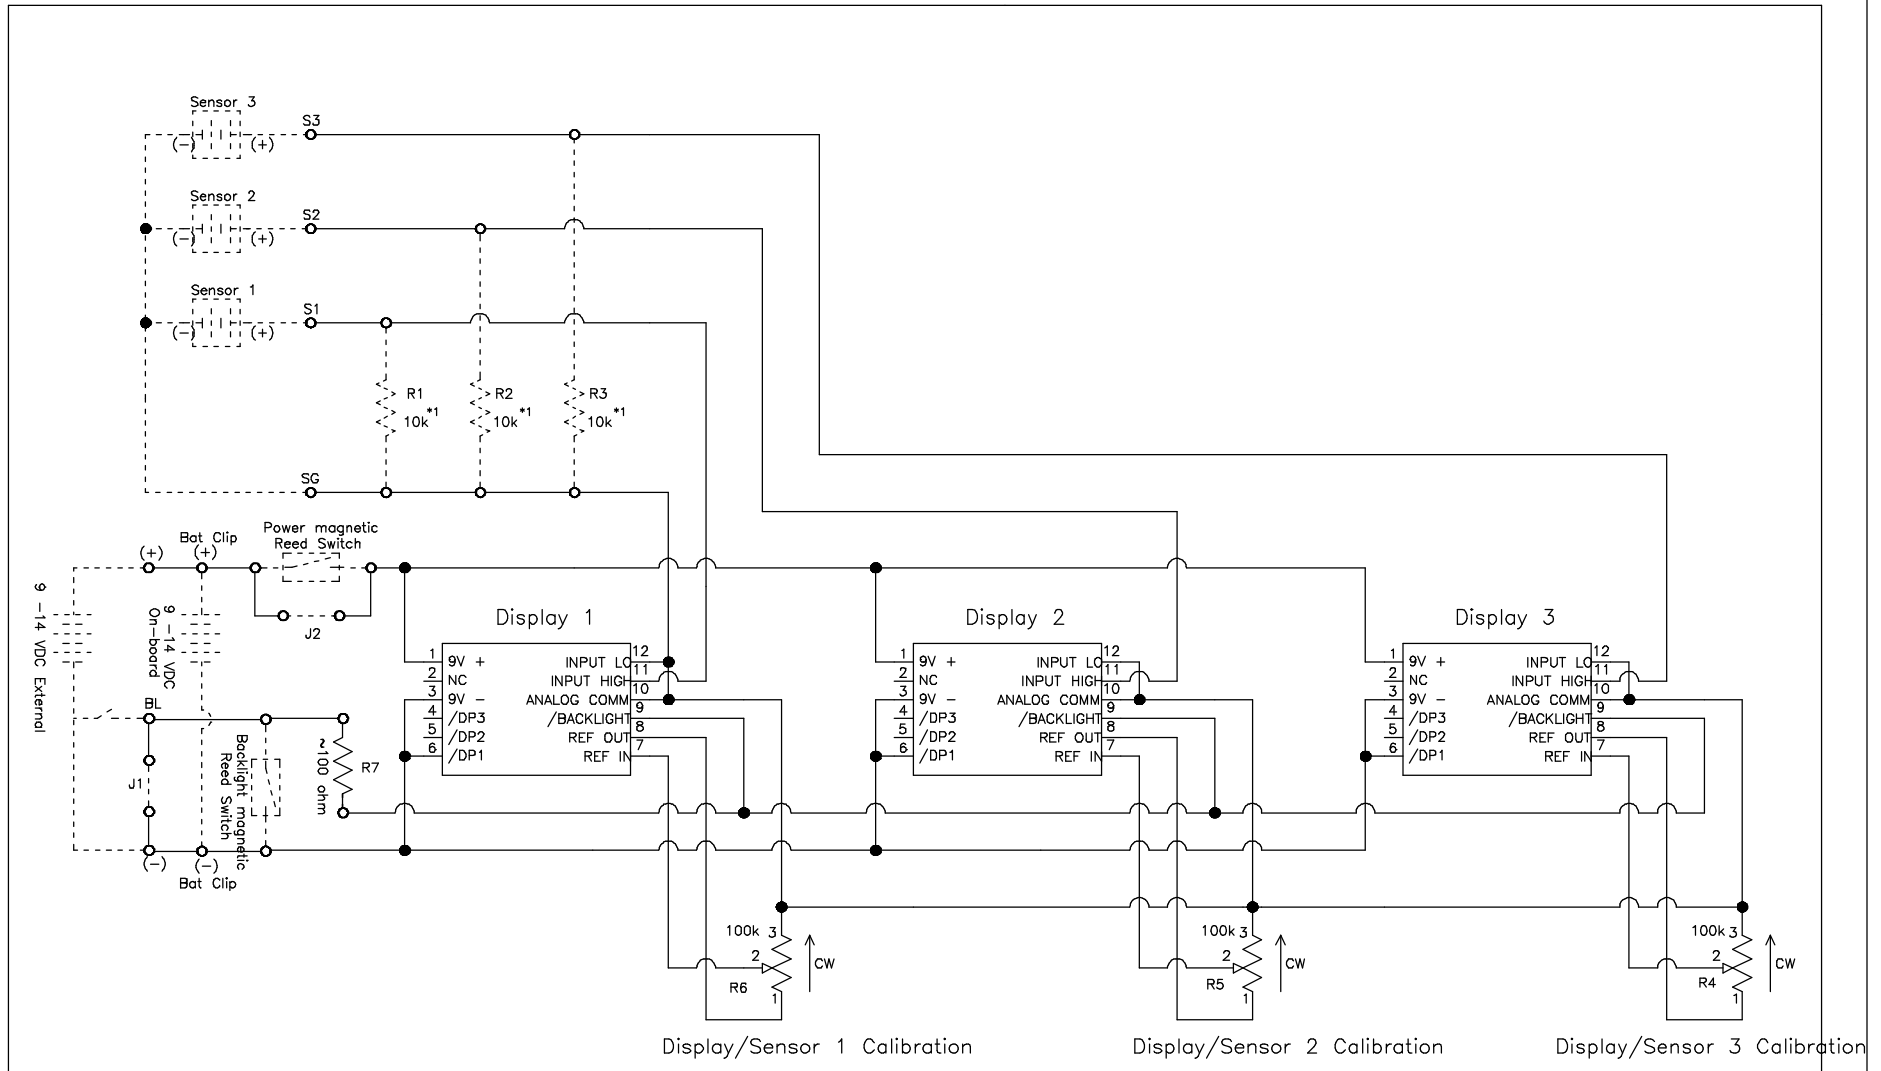 Sensor 3
S3
(-)
(+)
Sensor 2
S2
(-)
(+)
Sensor 1
S1
(-)
(+)
R1
10k*1
R2
10k*1
R3
10k*1
SG
Power magnetic
Reed Switch
Bat Clip
(+)
(+)
J2
9 -14 VDC External
9 -14 VDC
On-board
BL
J1
Backlight magnetic
Reed Switch
~100 ohm
R7
(-)
(-)
Bat Clip
Display 1
1 9V +
2 NC
3 9V -
4 /DP3
5 /DP2
6 /DP1
INPUT LO 12
INPUT HIGH 11
ANALOG COMM 10
/BACKLIGHT 9
REF OUT 8
REF IN 7
Display 2
1 9V +
2 NC
3 9V -
4 /DP3
5 /DP2
6 /DP1
INPUT LO 12
INPUT HIGH 11
ANALOG COMM 10
/BACKLIGHT 9
REF OUT 8
REF IN 7
Display 3
1 9V +
2 NC
3 9V -
4 /DP3
5 /DP2
6 /DP1
INPUT LO 12
INPUT HIGH 11
ANALOG COMM 10
/BACKLIGHT 9
REF OUT 8
REF IN 7
100k 3
2
R6
1
CW
100k 3
2
R5
1
CW
100k 3
2
R4
1
CW
Display/Sensor 1 Calibration
Display/Sensor 2 Calibration
Display/Sensor 3 Calibration